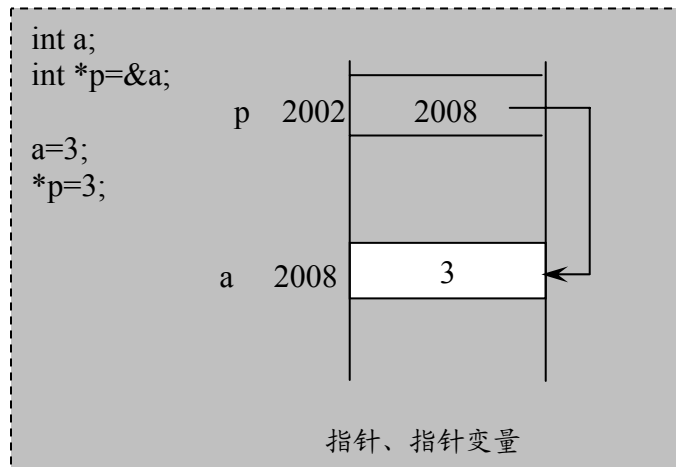 int a;
int *p=&a;
p 2002 2008
a=3;
*p=3;
a 2008 3
指针、指针变量